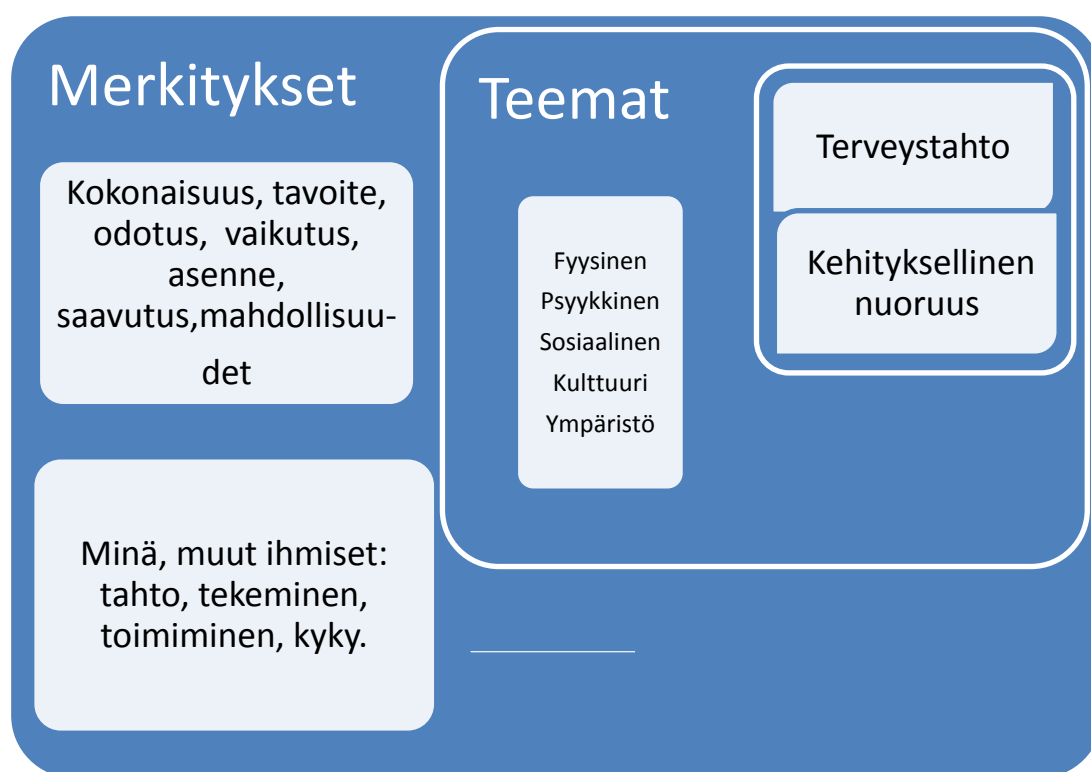 Merkitykset
Kokonaisuus, tavoite,
odotus, vaikutus,
asenne,
saavutus,mahdollisuu-
det
Minä, muut ihmiset:
tahto, tekeminen,
toimiminen, kyky.
Teemat
Fyysinen
Psyykkinen
Sosiaalinen
Kulttuuri
Ympäristö
Terveystahto
Kehityksellinen
nuoruus